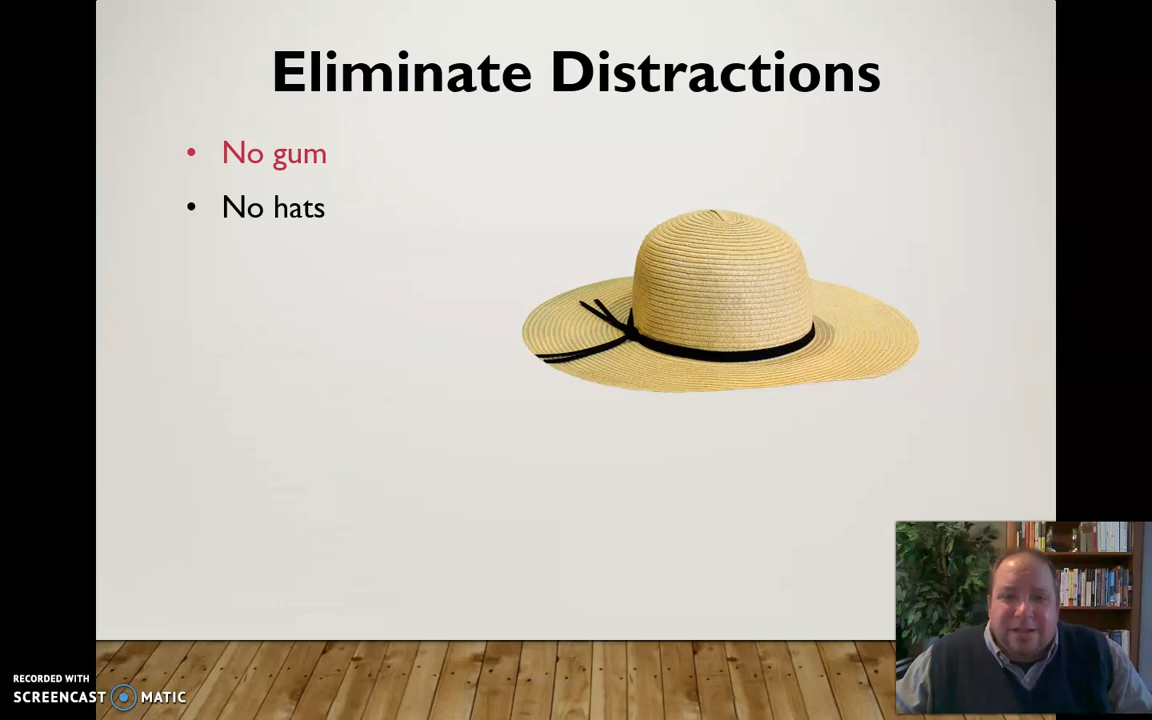 Eliminate Distractions
• No gum
• No hats
RECORDED WITH
SCREENCAST MATIC